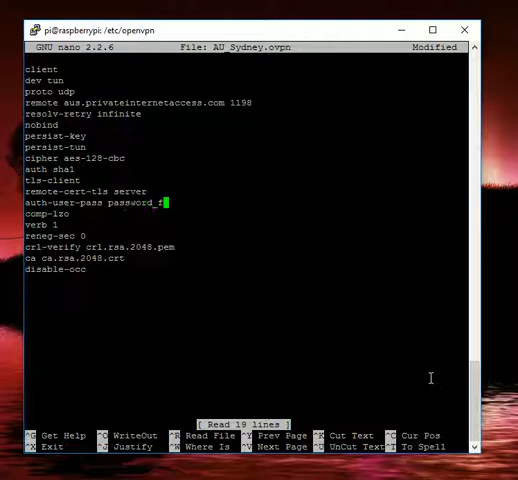 pi@raspberrypi: /etc/openvpn
GNU nano 2.2.6 File: AU_Sydney.ovpn Modified
client
dev tun
proto udp
remote aus.privateinternetaccess.com 1198
resolv-retry infinite
nobind
persist-key
persist-tun
cipher aes-128-cbc
auth sha1
tls-client
remote-cert-tls server
auth-user-pass password_f
comp-lzo
verb 1
reneg-sec 0
crl-verify crl.rsa.2048.pem
ca ca.rsa.2048.crt
disable-occ
[ Read 19 lines ]
^G Get Help ^O WriteOut ^R Read File ^Y Prev Page ^K Cut Text ^C Cur Pos
^X Exit ^J Justify ^W Where Is ^V Next Page ^U UnCut Text ^T To Spell